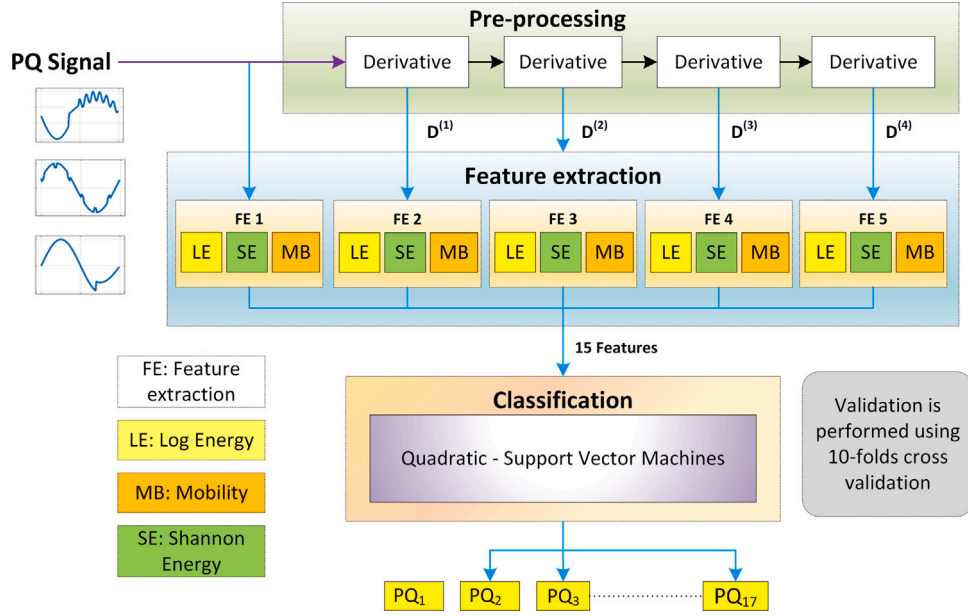 Pre-processing
PQ Signal
Derivative
Derivative
Derivative
Derivative
D(1)
D(2)
D(3)
D(4)
Feature extraction
FE 1
LE
SE
MB
FE 2
LE
SE
MB
FE 3
LE
SE
MB
FE 4
LE
SE
MB
FE 5
LE
SE
MB
15 Features
FE: Feature
extraction
LE: Log Energy
MB: Mobility
SE: Shannon
Energy
Classification
Quadratic - Support Vector Machines
Validation is
performed using
10-folds cross
validation
PQ1
PQ2
PQ3
PQ17